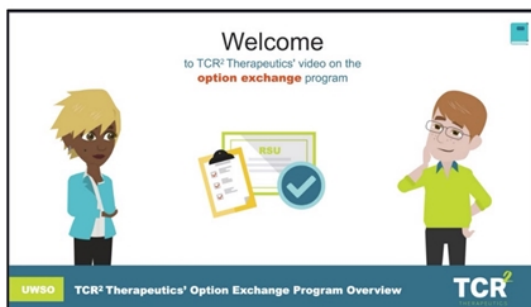 Welcome
to TCR² Therapeutics' video on the
option exchange program
RSU
UWSO
TCR² Therapeutics' Option Exchange Program Overview
TCR²
THERAPEUTICS